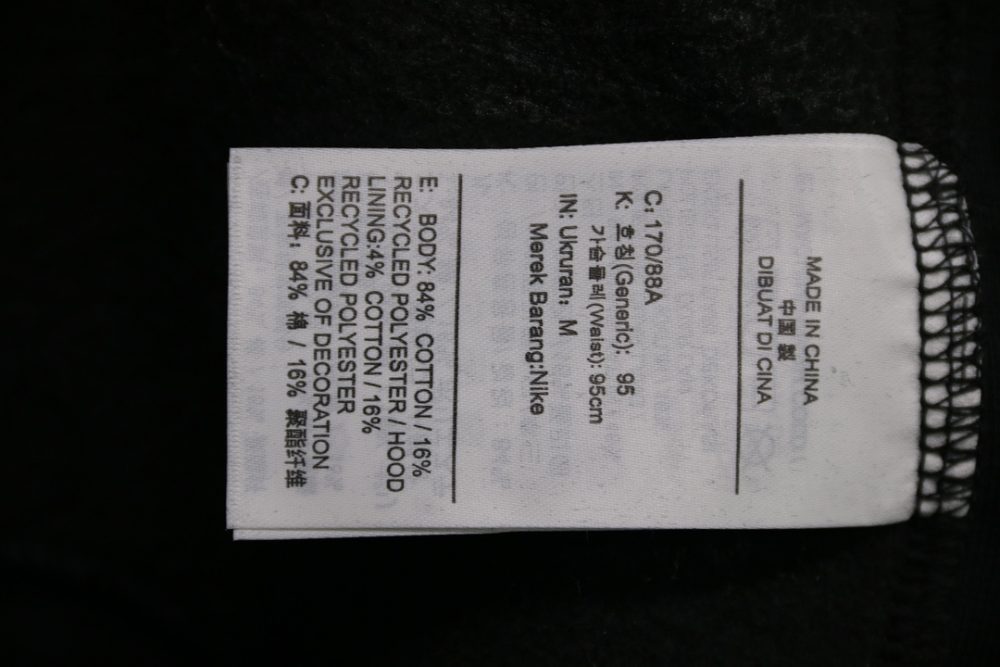 MADE IN CHINA
中国 製
DIBUAT DI CINA
C: 170/88A
K: 호칭(Generic): 95
가슴둘레(Waist): 95cm
IN: Ukruran: M
Merek Barang:Nike
E: BODY: 84% COTTON / 16%
RECYCLED POLYESTER / HOOD
LINING:4% COTTON / 16%
RECYCLED POLYESTER
EXCLUSIVE OF DECORATION
C: 面料: 84% 棉 / 16% 聚酯纤维